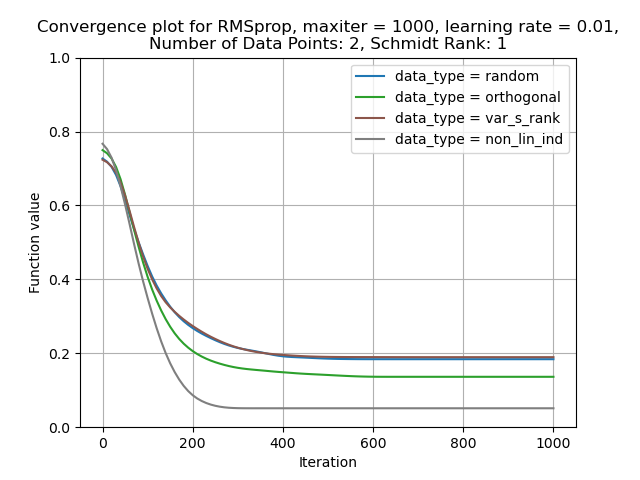 Convergence plot for RMSprop, maxiter = 1000, learning rate = 0.01,
Number of Data Points: 2, Schmidt Rank: 1
data_type = random
data_type = orthogonal
data_type = var_s_rank
data_type = non_lin_ind
Function value
1.0
0.8
0.6
0.4
0.2
0.0
0 200 400 600 800 1000
Iteration